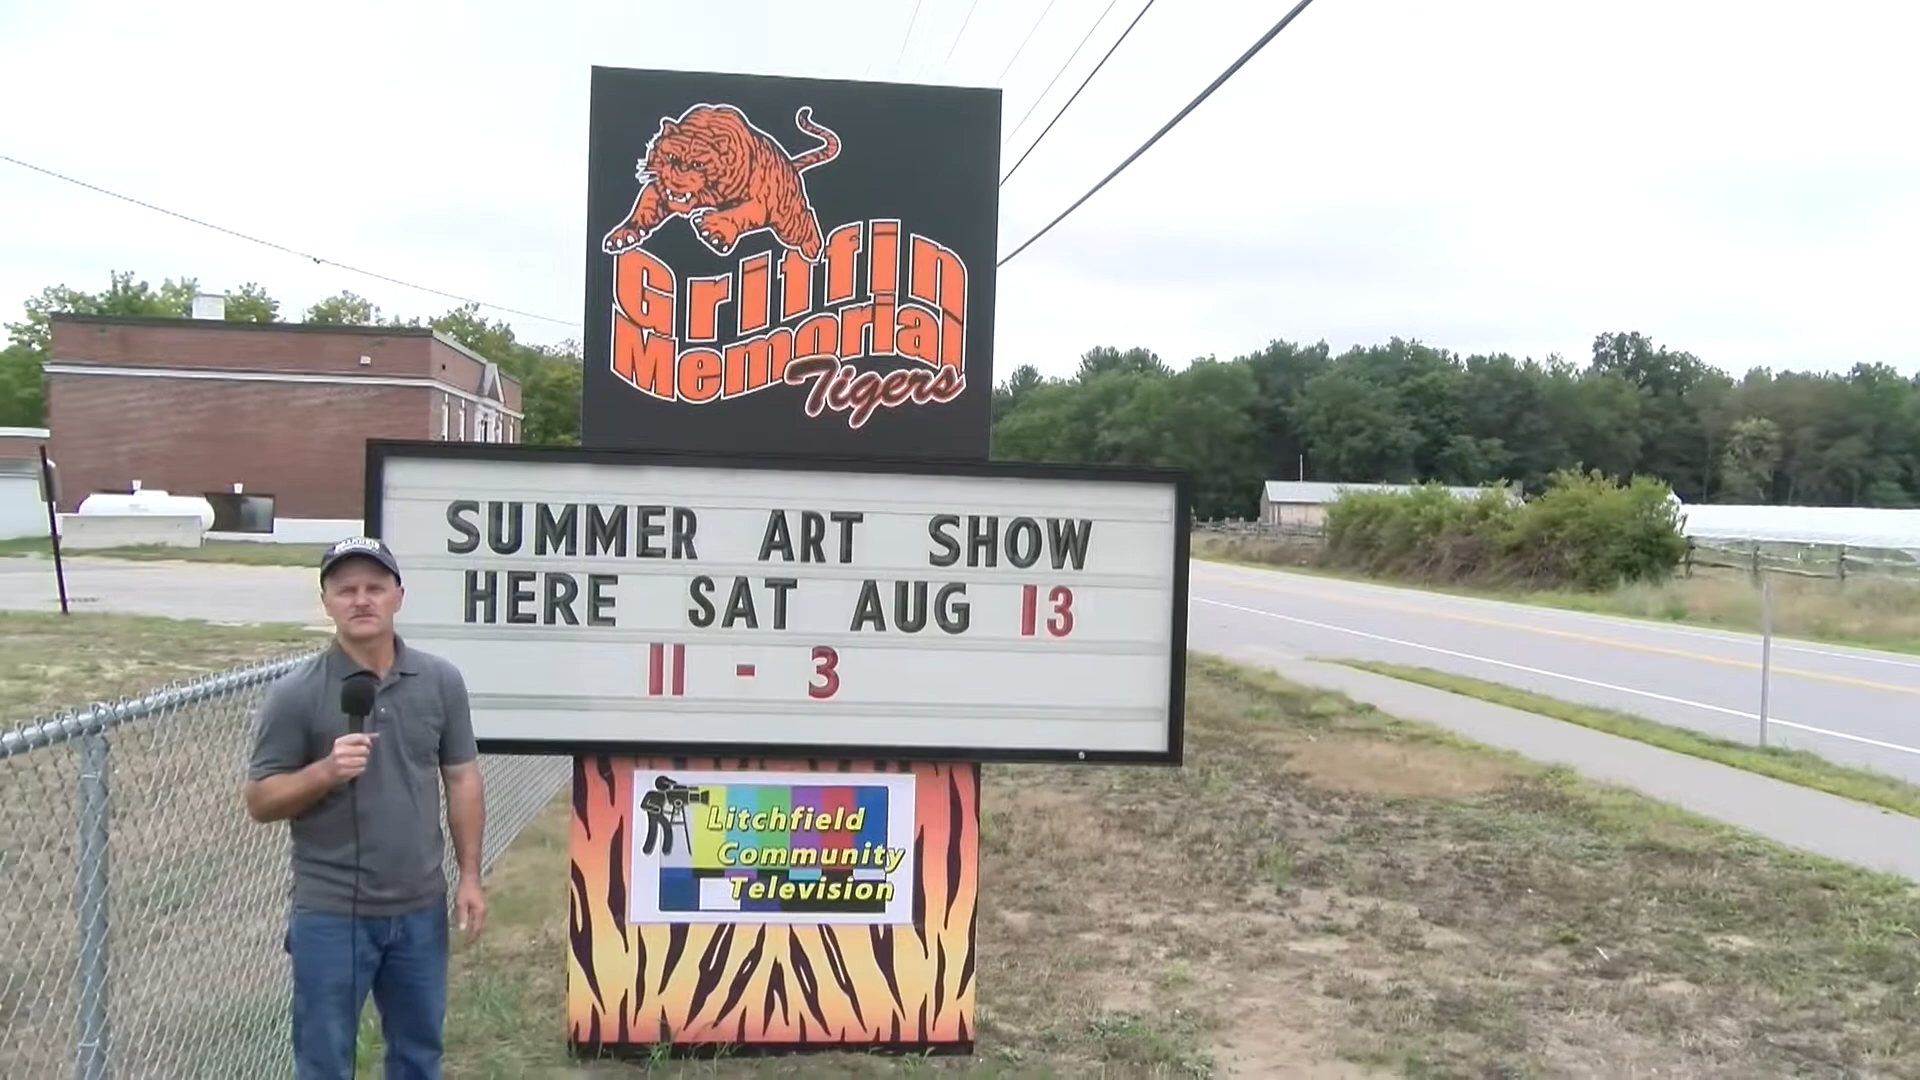 Griffin
Memorial
Tigers
SUMMER ART SHOW
HERE SAT AUG 13
11 - 3
Litchfield
Community
Television